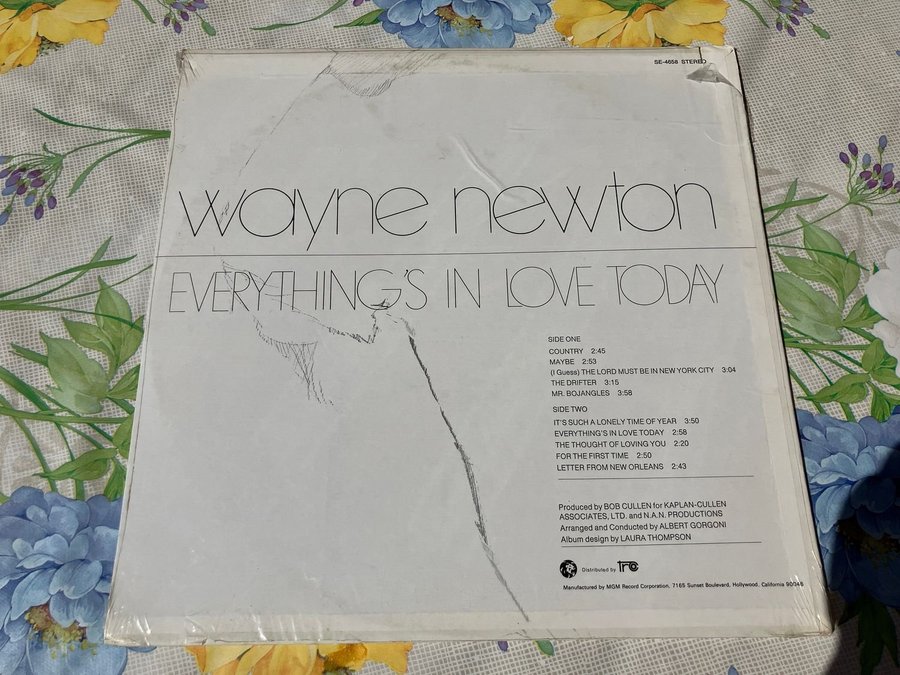 SE-4658 STEREO
wayne newton
EVERYTHING'S IN LOVE TODAY
SIDE ONE
COUNTRY 2:45
MAYBE 2:53
(I Guess) THE LORD MUST BE IN NEW YORK CITY 3:04
THE DRIFTER 3:15
MR. BOJANGLES 3:58
SIDE TWO
IT'S SUCH A LONELY TIME OF YEAR 3:50
EVERYTHING'S IN LOVE TODAY 2:58
THE THOUGHT OF LOVING YOU 2:20
FOR THE FIRST TIME 2:50
LETTER FROM NEW ORLEANS 2:43
Produced by BOB CULLEN for KAPLAN-CULLEN
ASSOCIATES, LTD. and N.A.N. PRODUCTIONS
Arranged and Conducted by ALBERT GORGONI
Album design by LAURA THOMPSON
Distributed by trc
Manufactured by MGM Record Corporation, 7165 Sunset Boulevard, Hollywood, California 90046